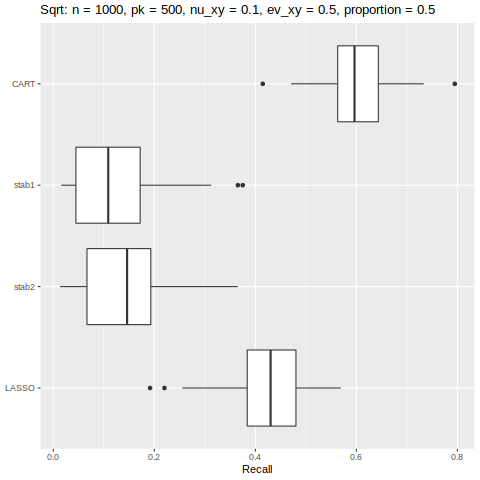 Sqrt: n = 1000, pk = 500, nu_xy = 0.1, ev_xy = 0.5, proportion = 0.5
CART
stab1
stab2
LASSO
0.0 0.2 0.4 0.6 0.8
Recall